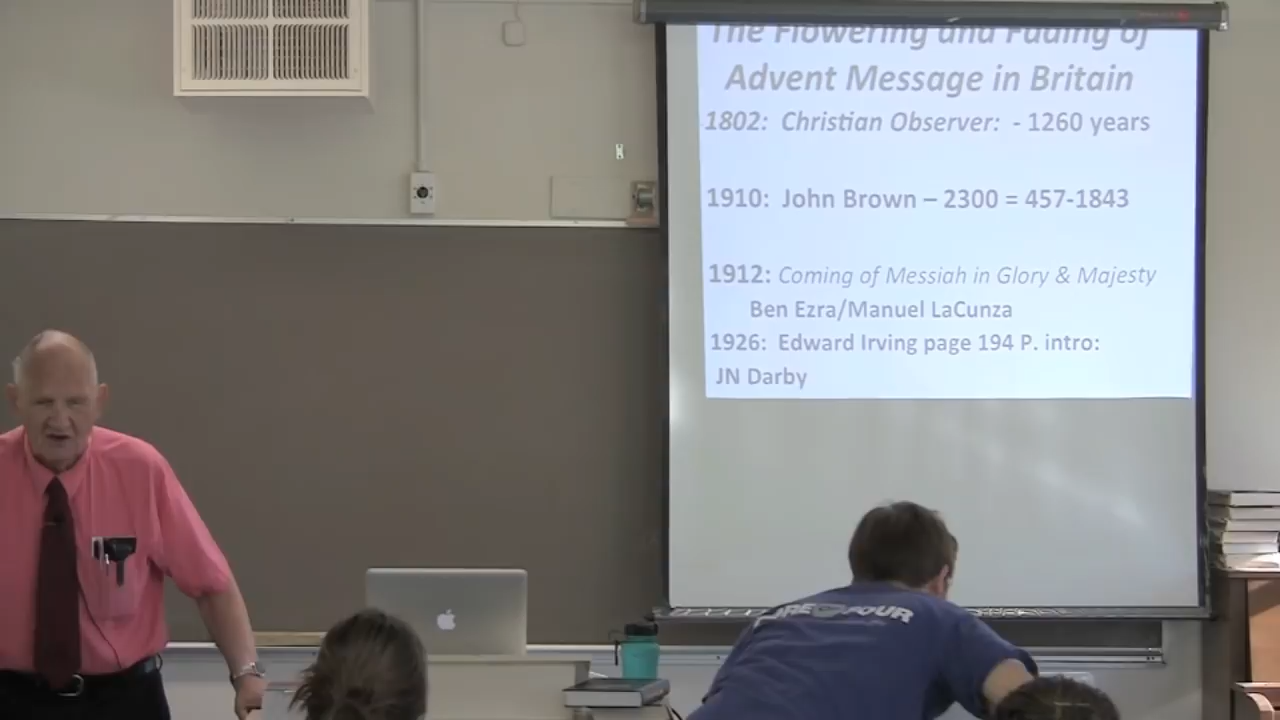 The Flowering and Fading of
Advent Message in Britain
1802: Christian Observer: - 1260 years
1910: John Brown – 2300 = 457-1843
1912: Coming of Messiah in Glory & Majesty
Ben Ezra/Manuel LaCunza
1926: Edward Irving page 194 P. intro:
JN Darby